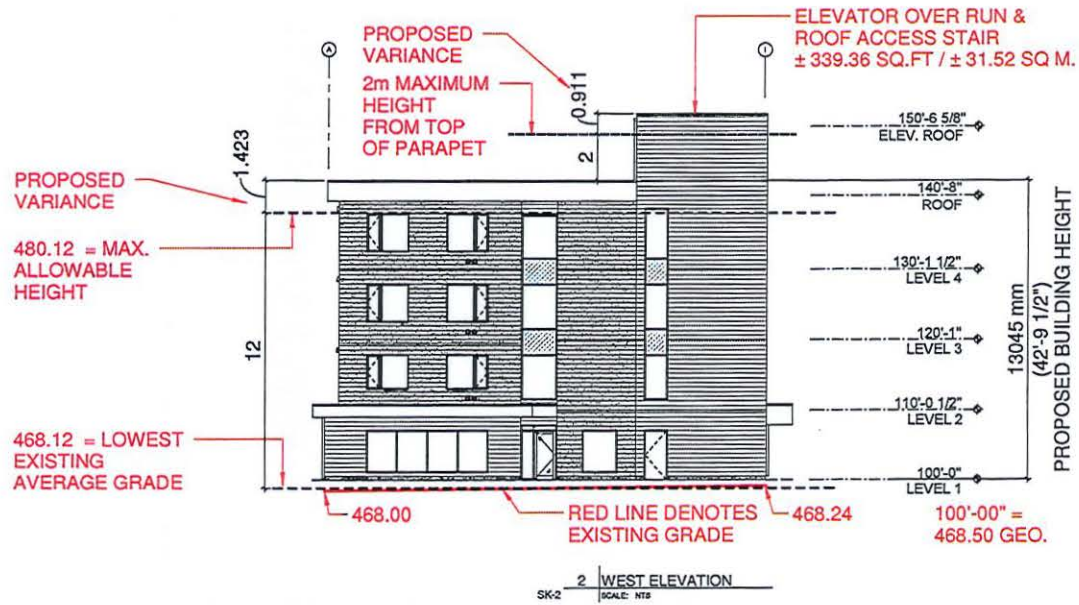 PROPOSED
VARIANCE
2m MAXIMUM
HEIGHT
FROM TOP
OF PARAPET
ELEVATOR OVER RUN &
ROOF ACCESS STAIR
± 339.36 SQ.FT / ± 31.52 SQ M.
A
I
0.911
2
1.423
12
PROPOSED
VARIANCE
480.12 = MAX.
ALLOWABLE
HEIGHT
468.12 = LOWEST
EXISTING
AVERAGE GRADE
150'-6 5/8"
ELEV. ROOF
140'-8"
ROOF
130'-1 1/2"
LEVEL 4
120'-1"
LEVEL 3
110'-0 1/2"
LEVEL 2
100'-0"
LEVEL 1
13045 mm
(42'-9 1/2")
PROPOSED BUILDING HEIGHT
468.00
RED LINE DENOTES
EXISTING GRADE
468.24
100'-00" =
468.50 GEO.
2 WEST ELEVATION
SK-2 SCALE: NTS